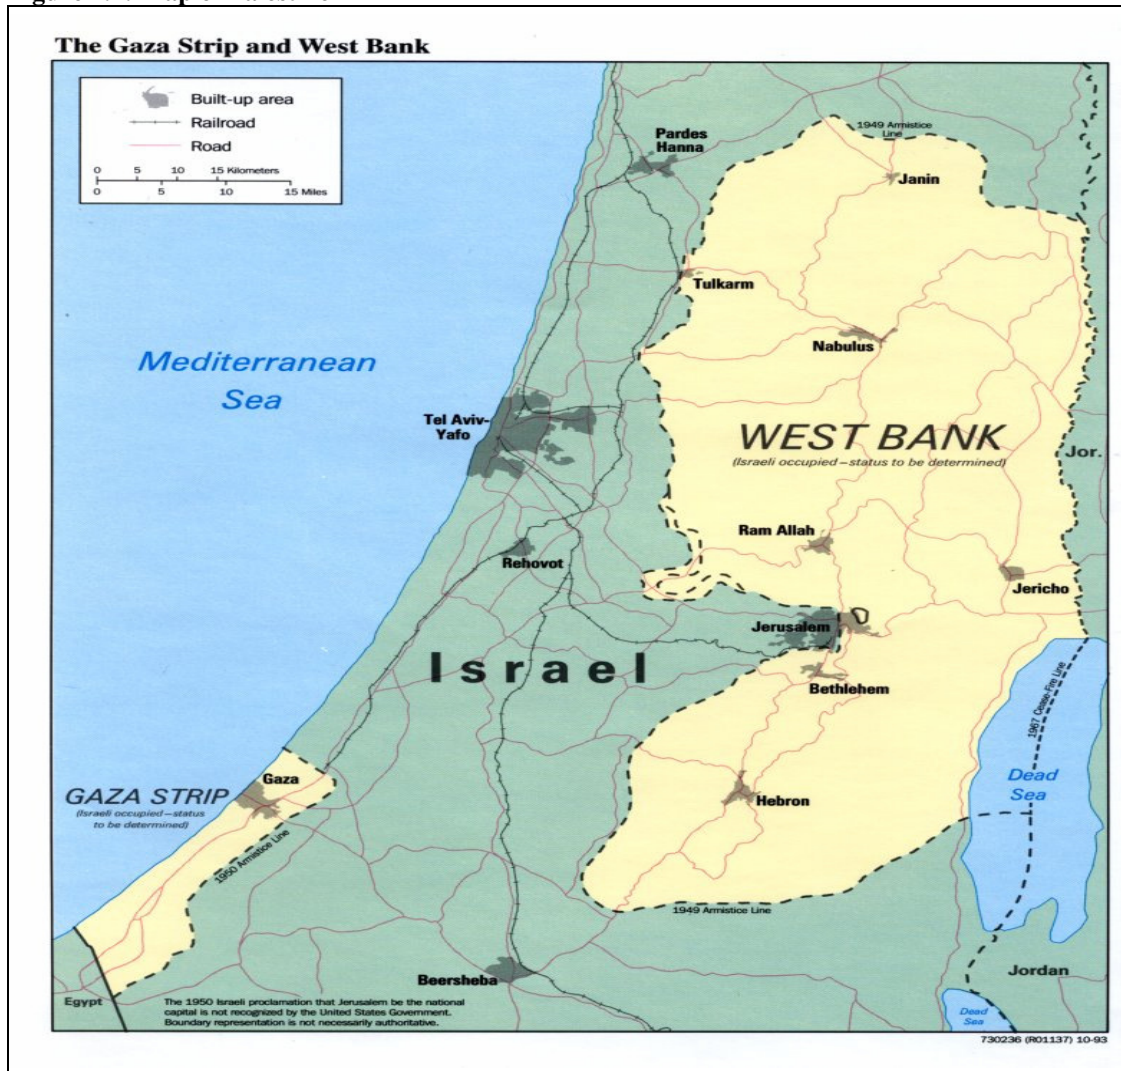 The Gaza Strip and West Bank
Built-up area
Railroad
Road
0 5 10 15 Kilometers
0 5 10 15 Miles
1949 Armistice
Line
Pardes
Hanna
Janin
Tulkarm
Nabulus
Mediterranean
Sea
Tel Aviv-
Yafo
WEST BANK
(Israeli occupied—status to be determined)
Jor.
Ram Allah
Rehovot
Jericho
Jerusalem
Israel
Bethlehem
1967 Cease-Fire Line
Gaza
GAZA STRIP
(Israeli occupied—status
to be determined)
Dead
Sea
Hebron
1950 Armistice Line
1949 Armistice Line
Beersheba
Jordan
Egypt
The 1950 Israeli proclamation that Jerusalem be the national
capital is not recognized by the United States Government.
Boundary representation is not necessarily authoritative.
Dead
Sea
730236 (R01137) 10-93